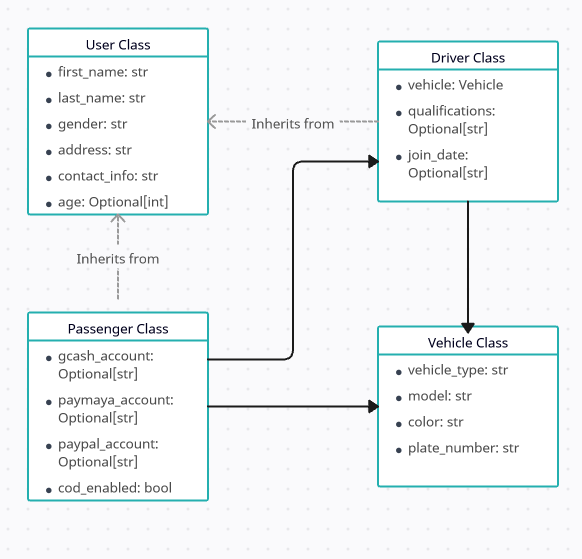 User Class
first_name: str
last_name: str
gender: str
address: str
contact_info: str
age: Optional[int]
Inherits from
Driver Class
vehicle: Vehicle
qualifications:
Optional[str]
join_date:
Optional[str]
Inherits from
Passenger Class
gcash_account:
Optional[str]
paymaya_account:
Optional[str]
paypal_account:
Optional[str]
cod_enabled: bool
Vehicle Class
vehicle_type: str
model: str
color: str
plate_number: str